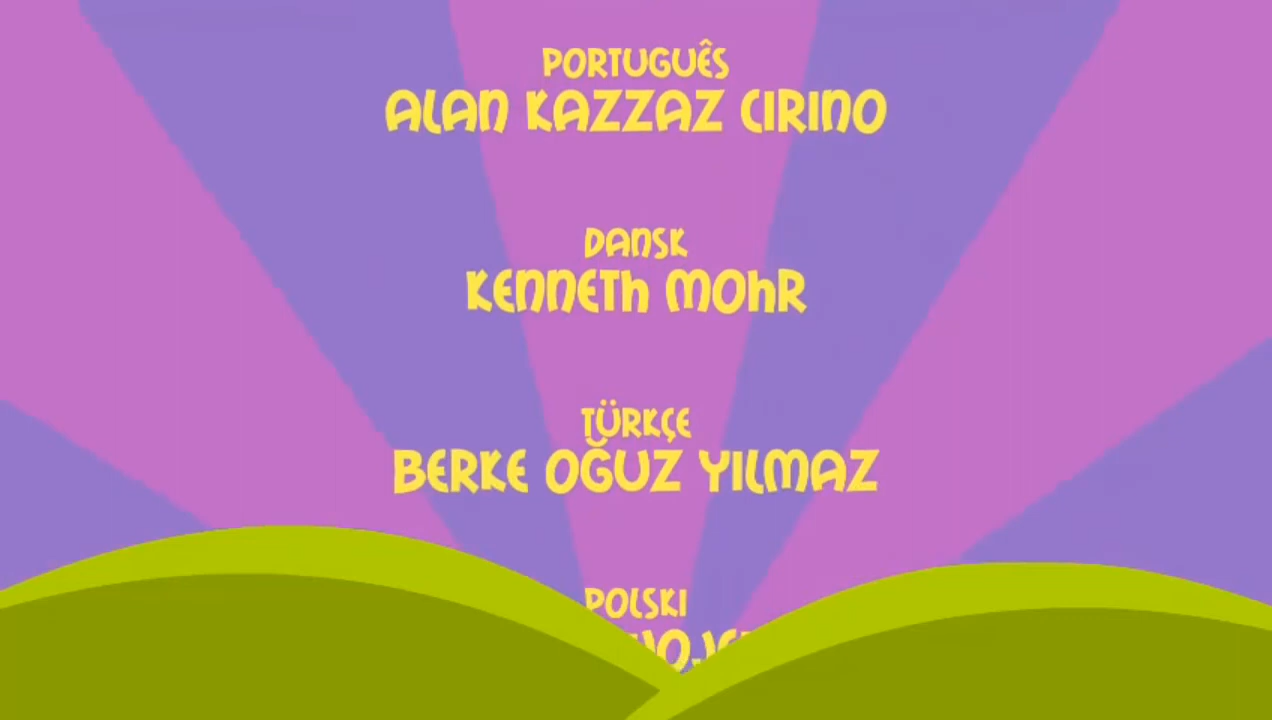 PORTUGUÊS
ALAN KAZZAZ CIRINO
DANSK
KENNETH MOHR
TÜRKÇE
BERKE OĞUZ YILMAZ
POLSKI